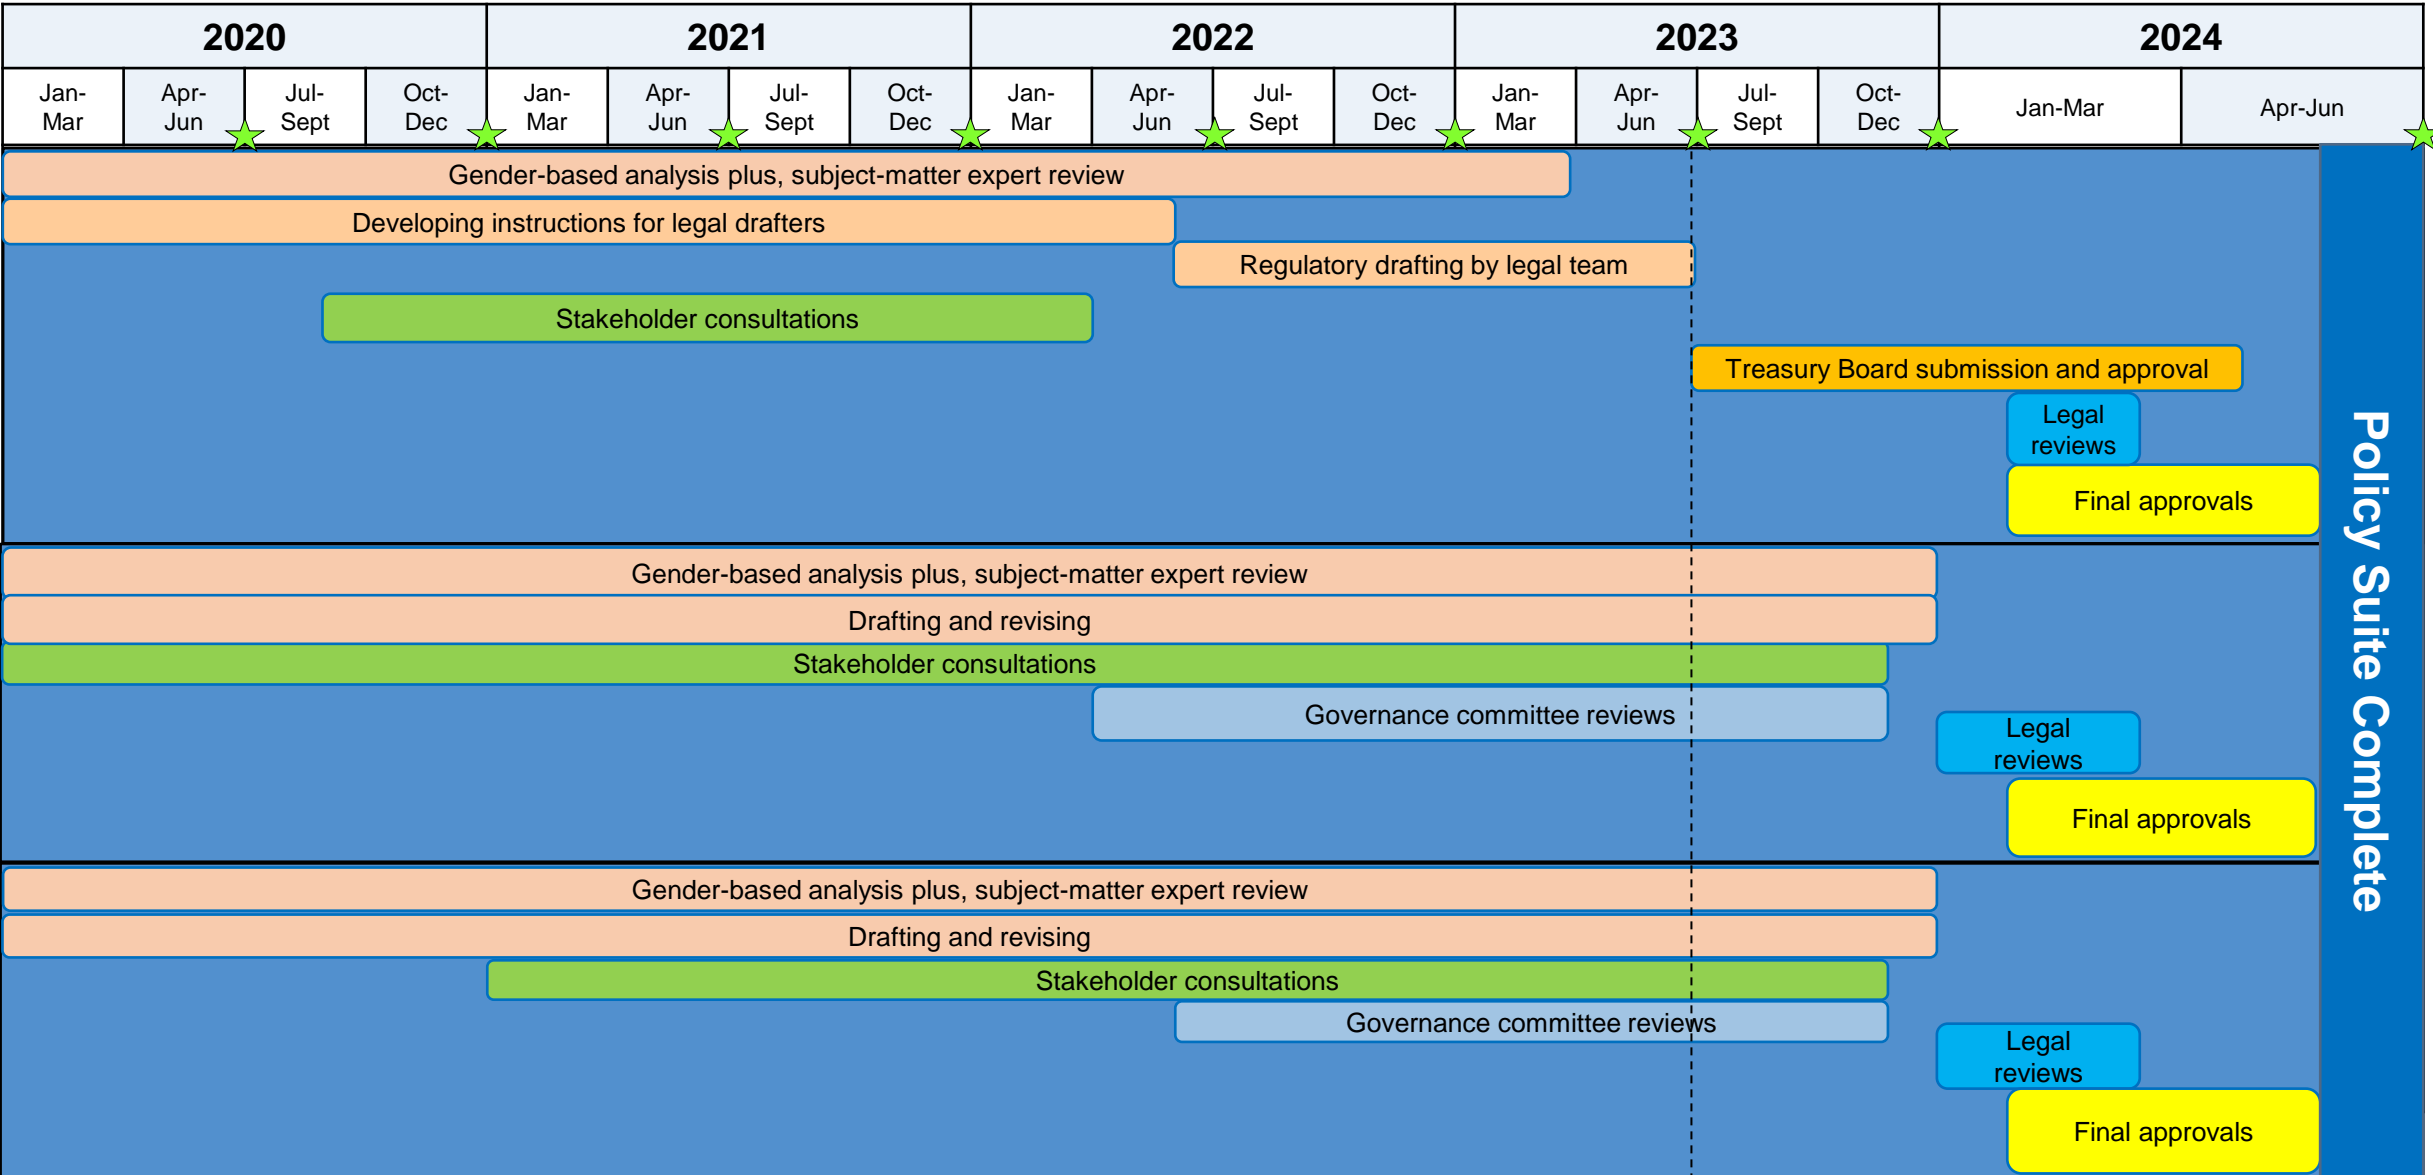 2020
2021
2022
2023
2024
Jan-
Mar
Apr-
Jun
Jul-
Sept
Oct-
Dec
Jan-
Mar
Apr-
Jun
Jul-
Sept
Oct-
Dec
Jan-
Mar
Apr-
Jun
Jul-
Sept
Oct-
Dec
Jan-
Mar
Apr-
Jun
Jul-
Sept
Oct-
Dec
Jan-Mar
Apr-Jun
Gender-based analysis plus, subject-matter expert review
Developing instructions for legal drafters
Regulatory drafting by legal team
Stakeholder consultations
Treasury Board submission and approval
Legal
reviews
Final approvals
Gender-based analysis plus, subject-matter expert review
Drafting and revising
Stakeholder consultations
Governance committee reviews
Legal
reviews
Final approvals
Gender-based analysis plus, subject-matter expert review
Drafting and revising
Stakeholder consultations
Governance committee reviews
Legal
reviews
Final approvals
Policy Suite Complete